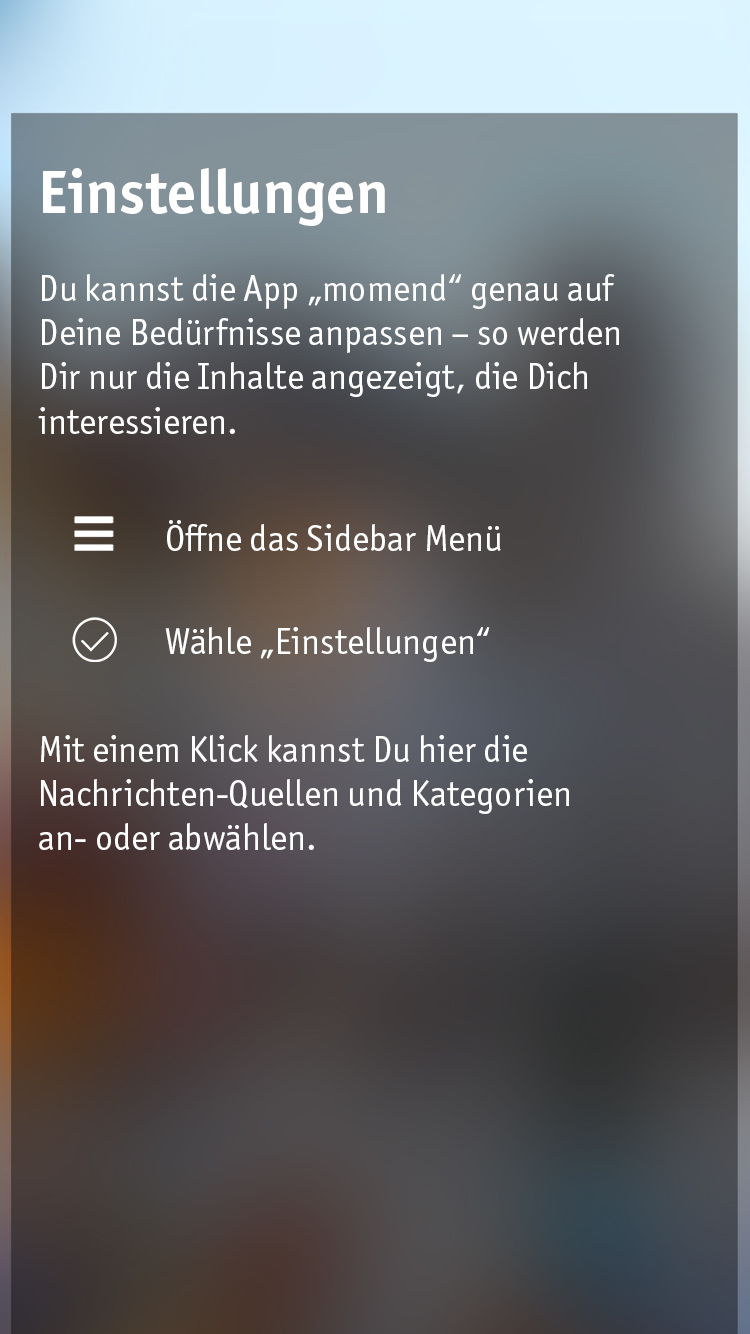 Einstellungen
Du kannst die App „momend“ genau auf
Deine Bedürfnisse anpassen – so werden
Dir nur die Inhalte angezeigt, die Dich
interessieren.
Öffne das Sidebar Menü
Wähle „Einstellungen“
Mit einem Klick kannst Du hier die
Nachrichten-Quellen und Kategorien
an- oder abwählen.